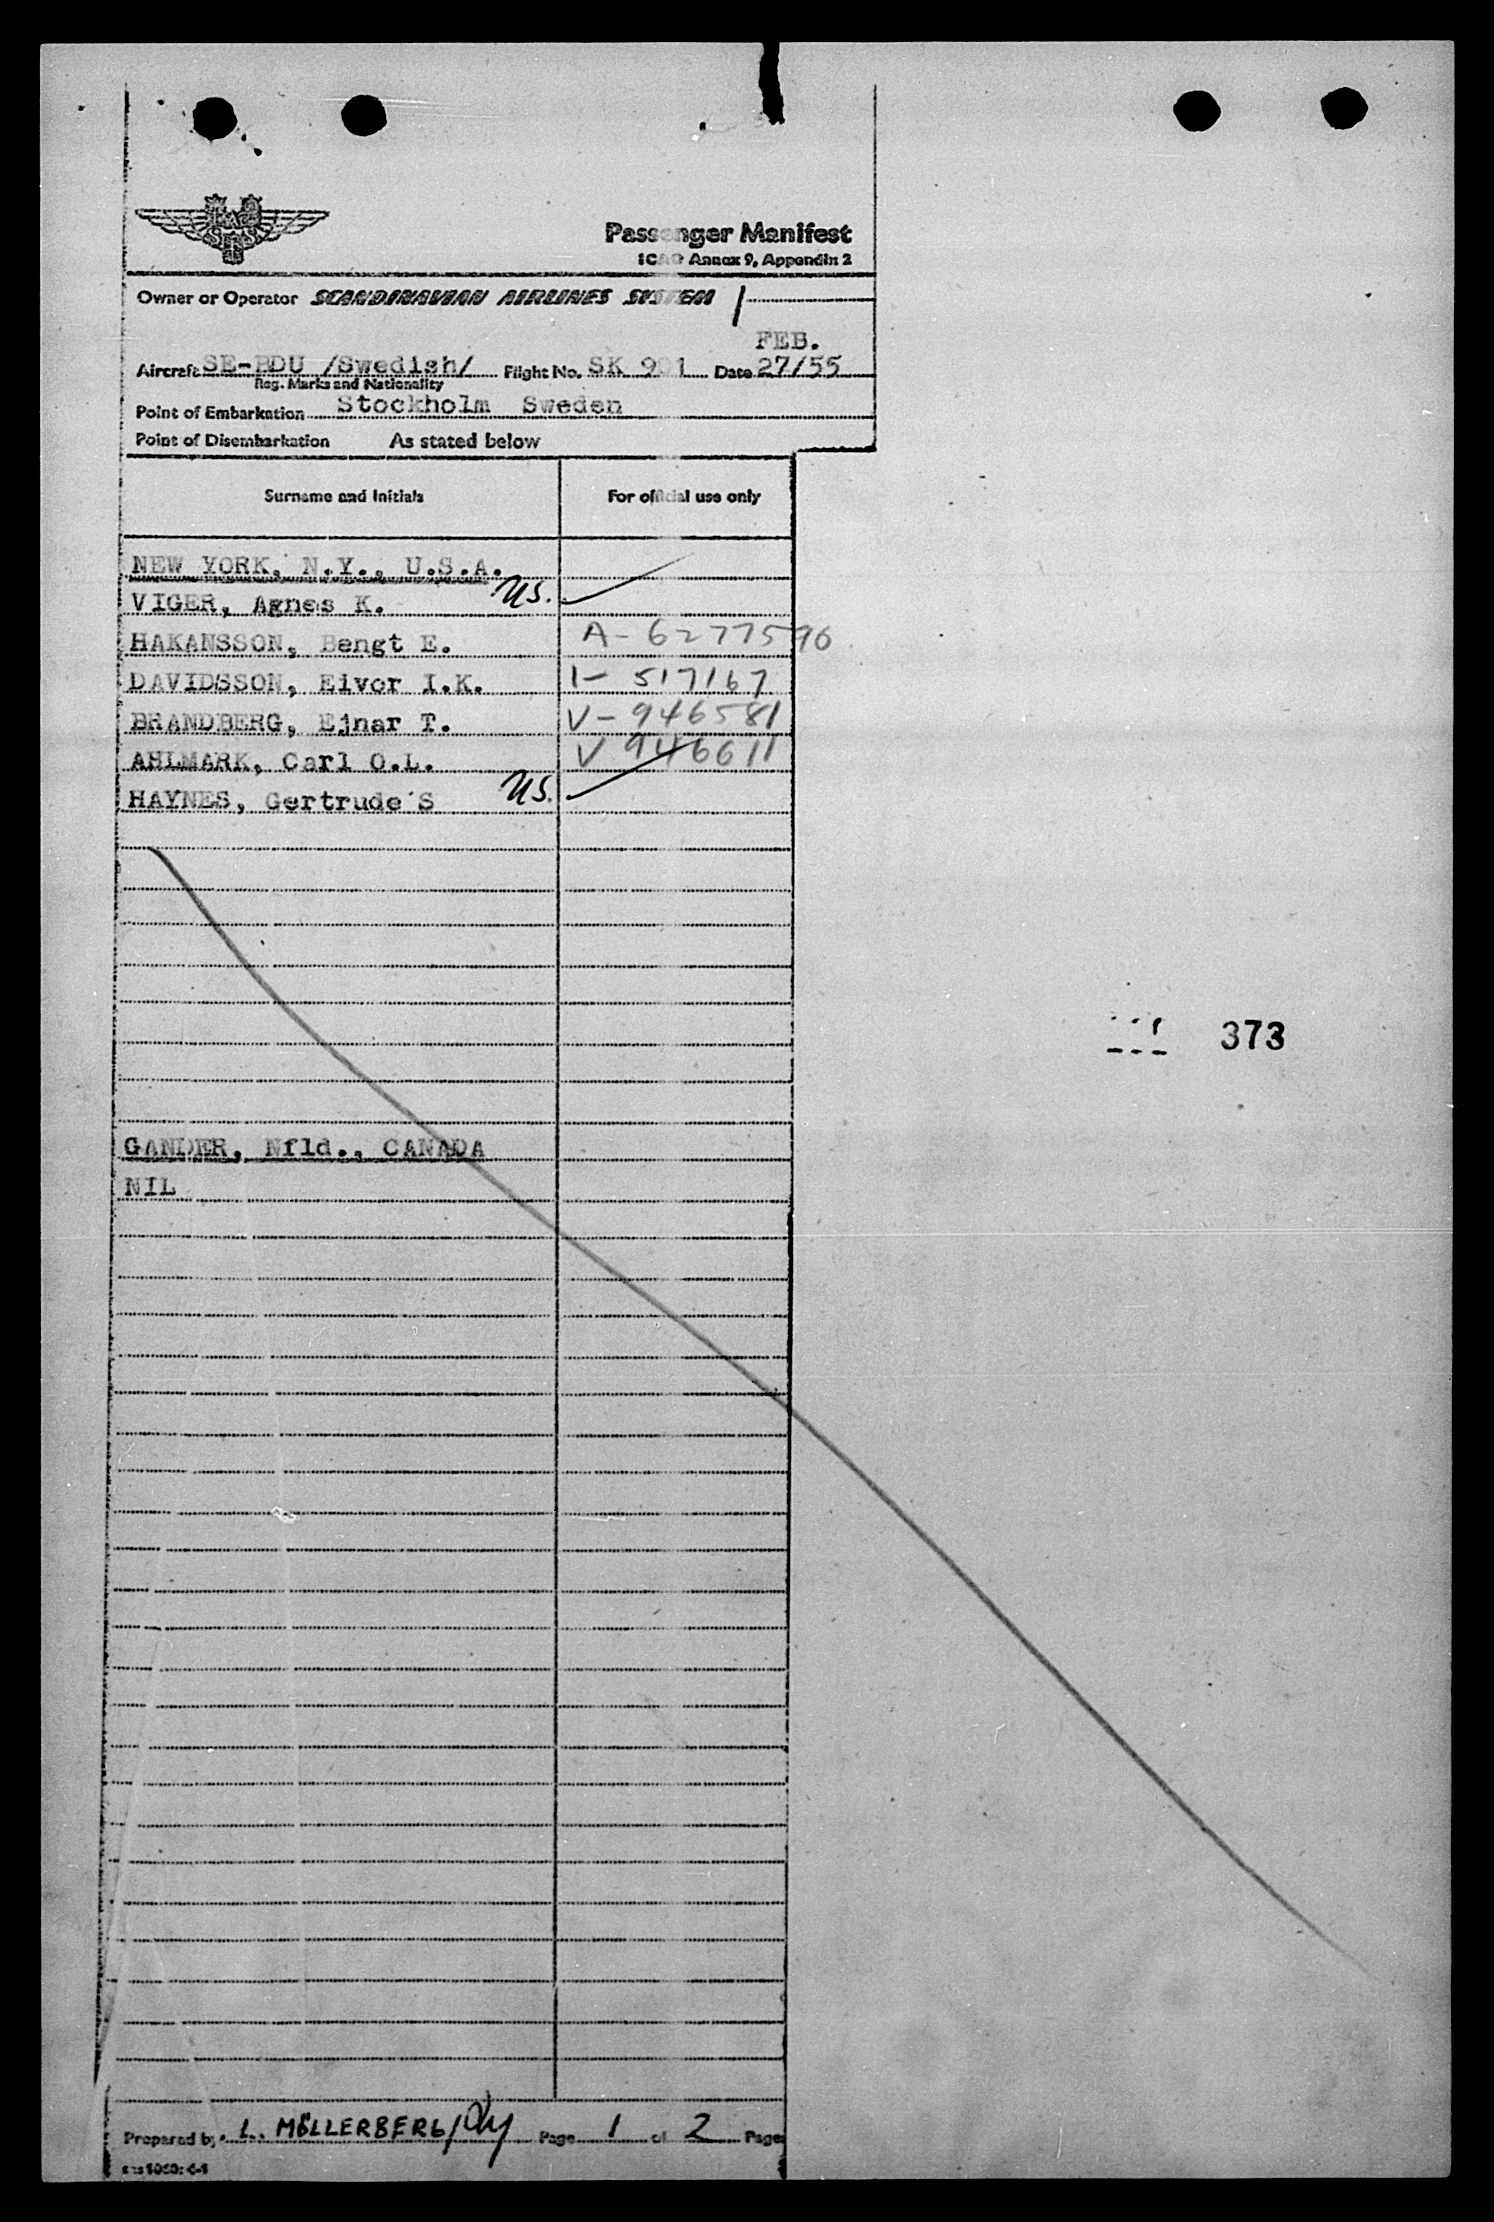 Passenger Manifest
ICAO Annex 9, Appendix 2
Owner or Operator SCANDINAVIAN AIRLINES SYSTEM
FEB.
Aircraft SE-BDU /Swedish/ Flight No. SK 901 Date 27/55
Reg. Marks and Nationality
Point of Embarkation Stockholm Sweden
Point of Disembarkation As stated below
Surname and Initials For official use only
NEW YORK, N.Y., U.S.A.
VIGER, Agnes K. US.
HAKANSSON, Bengt E. A-6277596
DAVIDSSON, Eivor I.K. I-517167
BRANDBERG, Ejnar T. V-946581
AHLMARK, Carl O.L. V 946611
HAYNES, Gertrude S US.
373
GANDER, Nfld., CANADA
NIL
Prepared by L. MÖLLERBERG/ Page 1 of 2 Pages